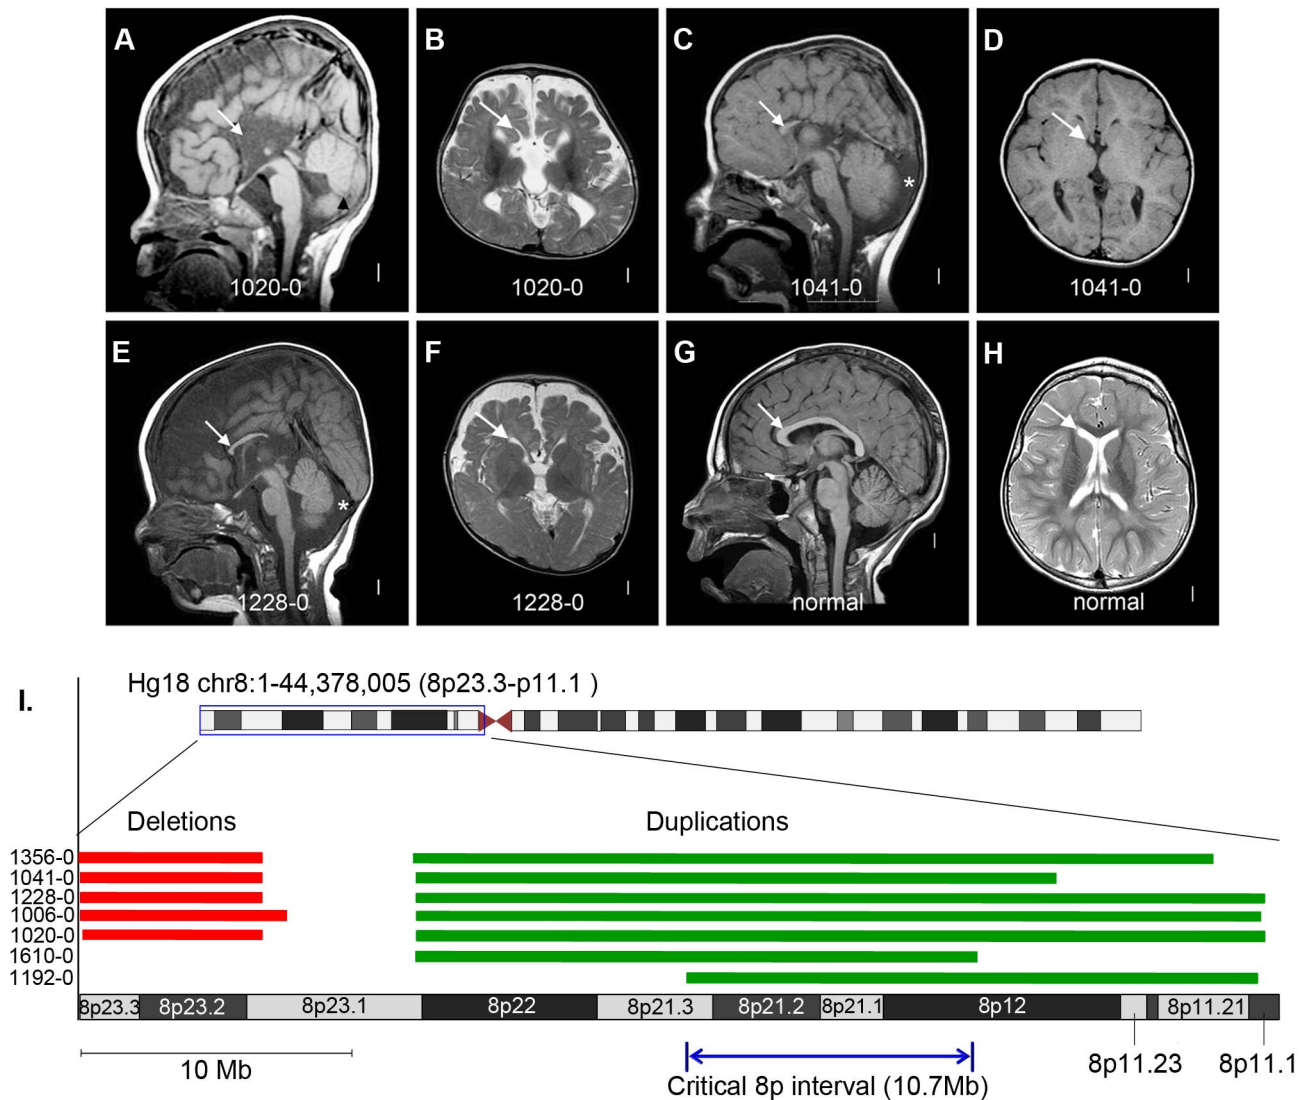 A
B
C
D
1020-0
1020-0
*
1041-0
1041-0
E
F
G
H
*
1228-0
1228-0
normal
normal
I.
Hg18 chr8:1-44,378,005 (8p23.3-p11.1 )
Deletions
Duplications
1356-0
1041-0
1228-0
1006-0
1020-0
1610-0
1192-0
8p23.3
8p23.2
8p23.1
8p22
8p21.3
8p21.2
8p21.1
8p12
8p11.21
8p11.23
8p11.1
10 Mb
Critical 8p interval (10.7Mb)